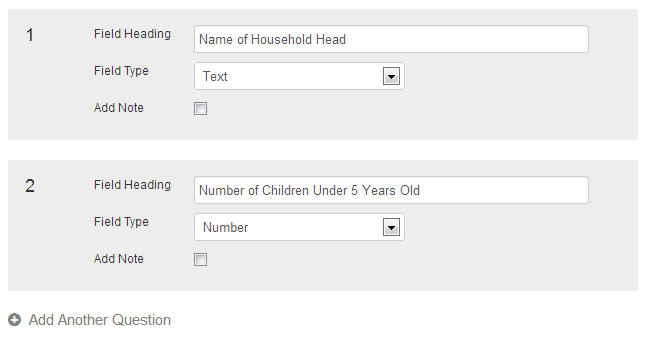 1 Field Heading Name of Household Head
Field Type Text
Add Note
2 Field Heading Number of Children Under 5 Years Old
Field Type Number
Add Note
Add Another Question